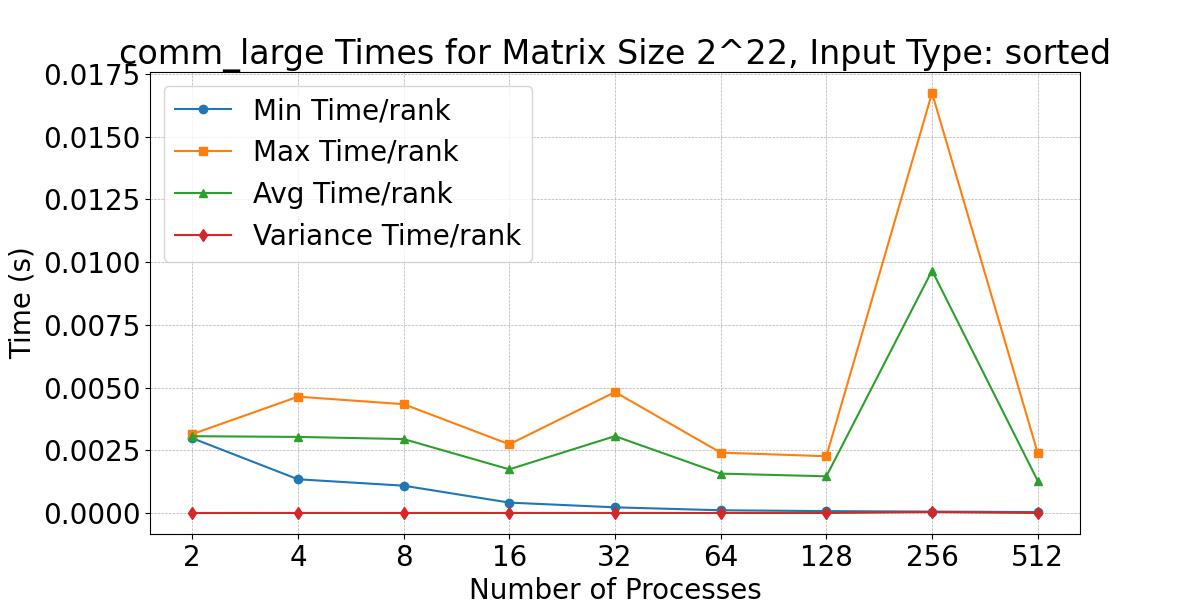 comm_large Times for Matrix Size 2^22, Input Type: sorted
0.0175
0.0150
0.0125
0.0100
0.0075
0.0050
0.0025
0.0000
Time (s)
Min Time/rank
Max Time/rank
Avg Time/rank
Variance Time/rank
2 4 8 16 32 64 128 256 512
Number of Processes